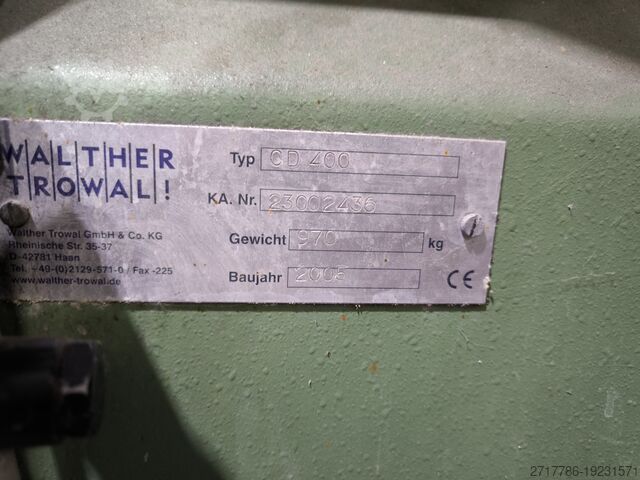 WALTHER
TROWAL!
Walther Trowal GmbH & Co. KG
Rheinische Str. 35-37
D-42781 Haan
Tel. +49-(0)2129-571-0 / Fax -225
www.walther-trowal.de
Typ CD 400
KA. Nr. 23002436
Gewicht 970 kg
Baujahr 2005
CE
2717786-19231571